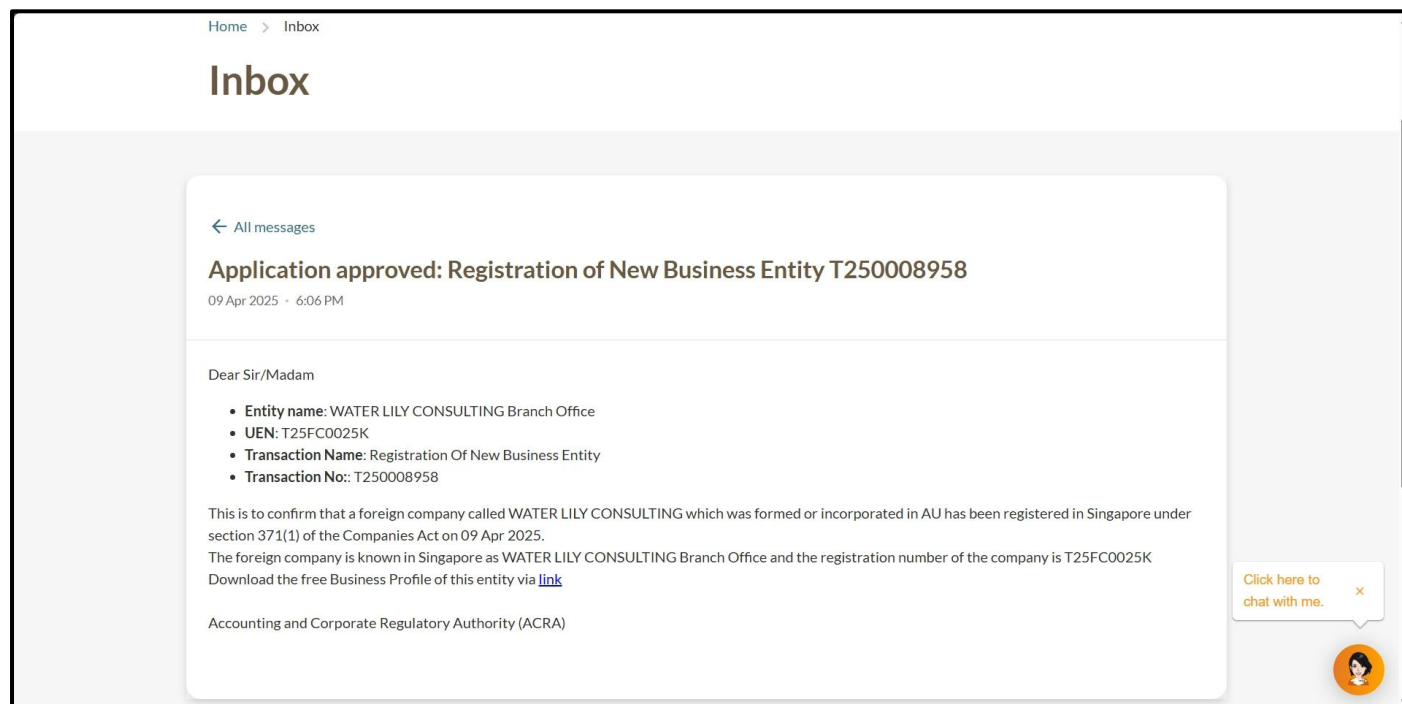 Home > Inbox
Inbox
← All messages
Application approved: Registration of New Business Entity T250008958
09 Apr 2025 • 6:06 PM
Dear Sir/Madam
• Entity name: WATER LILY CONSULTING Branch Office
• UEN: T25FC0025K
• Transaction Name: Registration Of New Business Entity
• Transaction No:: T250008958
This is to confirm that a foreign company called WATER LILY CONSULTING which was formed or incorporated in AU has been registered in Singapore under
section 371(1) of the Companies Act on 09 Apr 2025.
The foreign company is known in Singapore as WATER LILY CONSULTING Branch Office and the registration number of the company is T25FC0025K
Download the free Business Profile of this entity via link
Accounting and Corporate Regulatory Authority (ACRA)
Click here to
chat with me.
×